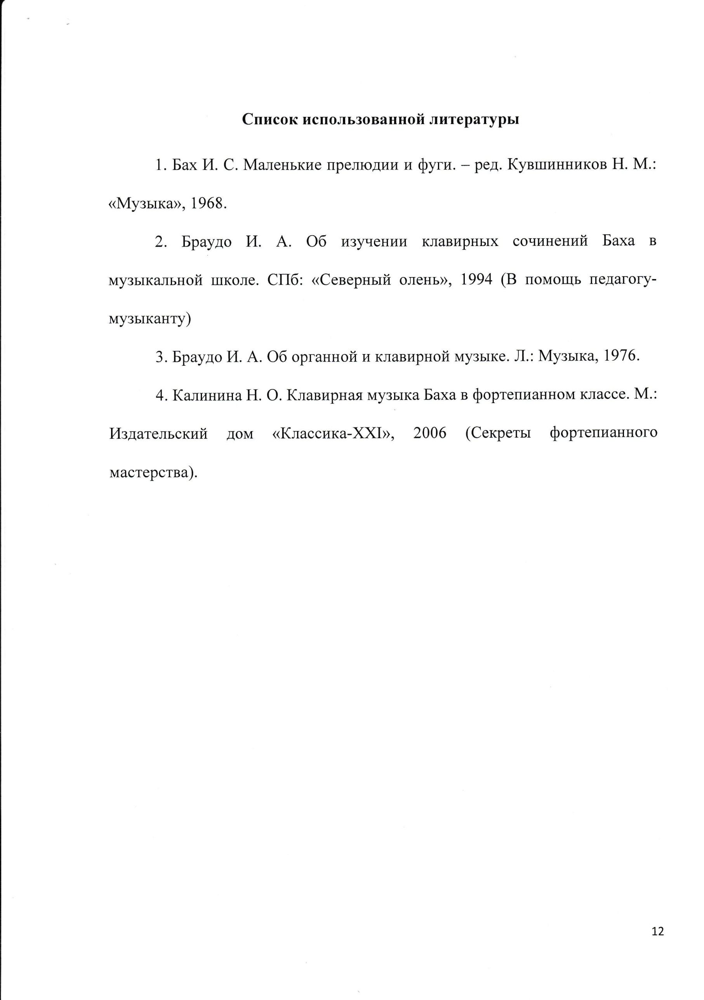 Список использованной литературы
1. Бах И. С. Маленькие прелюдии и фуги. – ред. Кувшинников Н. М.:
«Музыка», 1968.
2. Браудо И. А. Об изучении клавирных сочинений Баха в
музыкальной школе. СПб: «Северный олень», 1994 (В помощь педагогу-
музыканту)
3. Браудо И. А. Об органной и клавирной музыке. Л.: Музыка, 1976.
4. Калинина Н. О. Клавирная музыка Баха в фортепианном классе. М.:
Издательский дом «Классика-XXI», 2006 (Секреты фортепианного
мастерства).
12